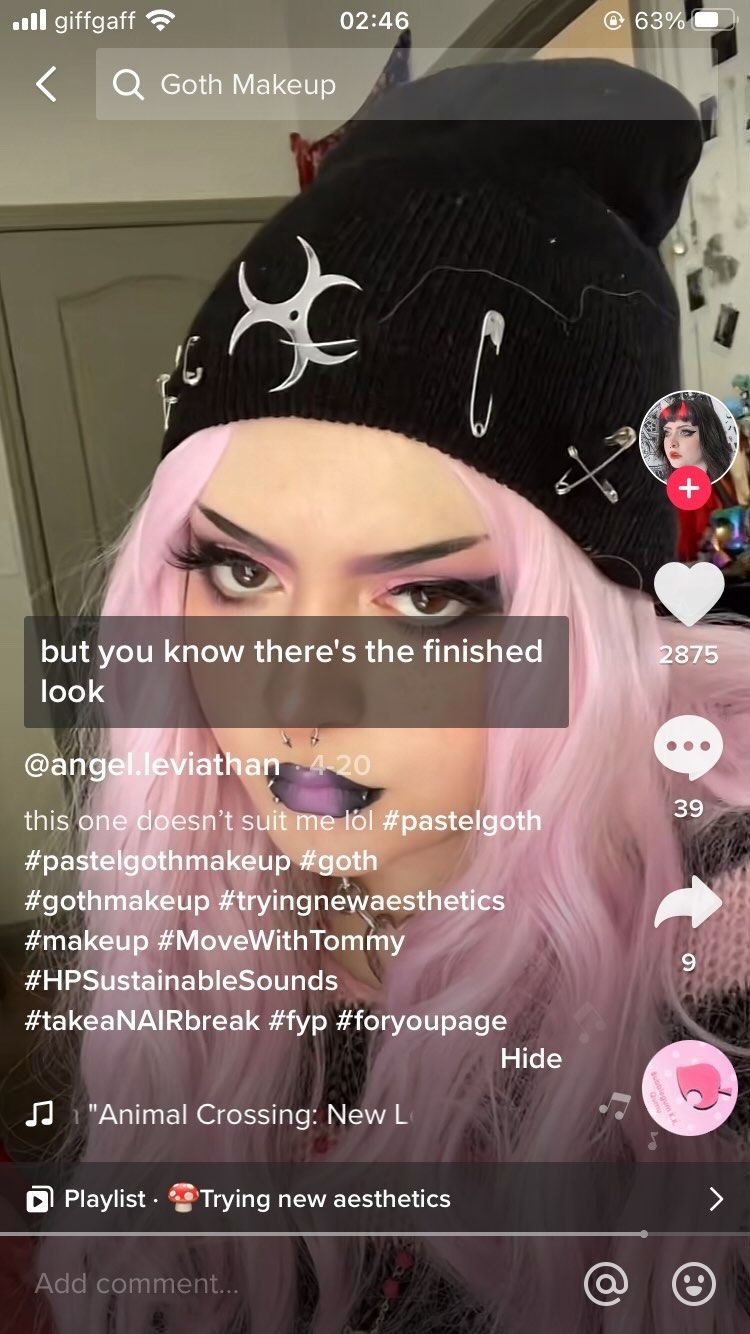 giffgaff 02:46 63%
Goth Makeup
but you know there's the finished
look
2875
@angel.leviathan · 4-20
39
this one doesn't suit me lol #pastelgoth
#pastelgothmakeup #goth
#gothmakeup #tryingnewaesthetics
#makeup #MoveWithTommy
#HPSustainableSounds
#takeaNAIRbreak #fyp #foryoupage
9
Hide
"Animal Crossing: New L
Bubblegum K.K.
Playlist · 🍄Trying new aesthetics
Add comment...